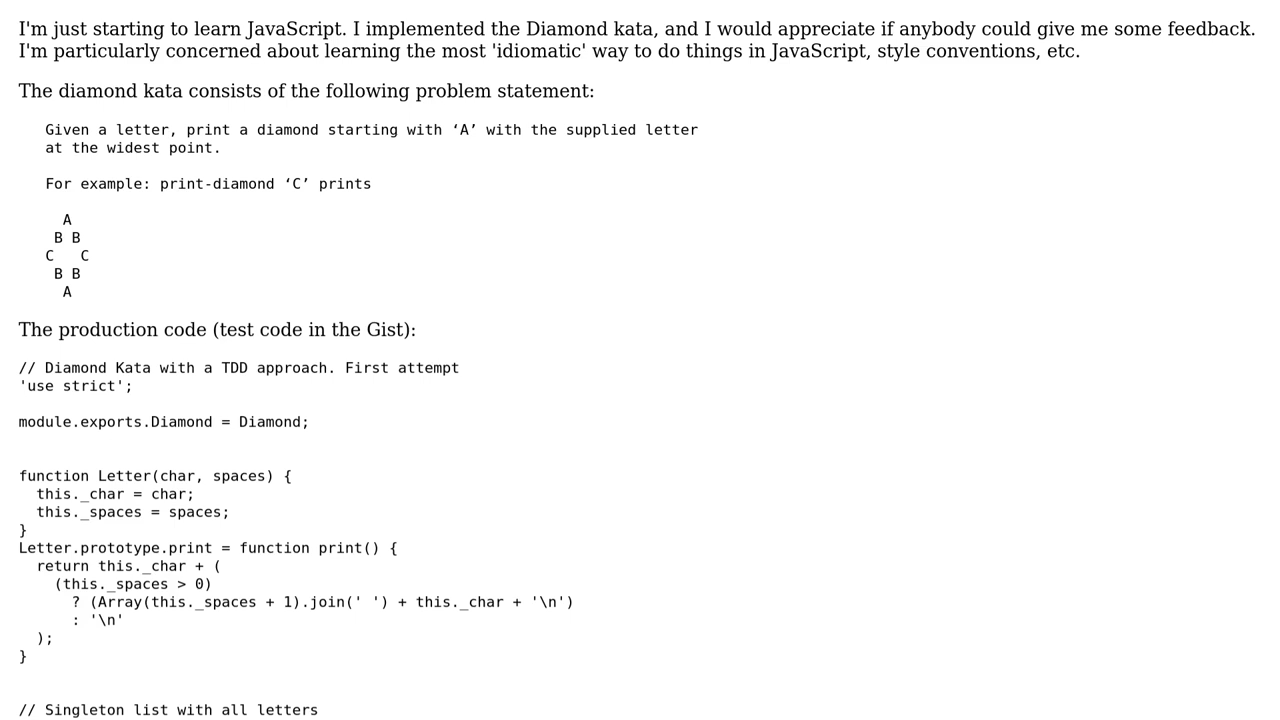 I'm just starting to learn JavaScript. I implemented the Diamond kata, and I would appreciate if anybody could give me some feedback.
I'm particularly concerned about learning the most 'idiomatic' way to do things in JavaScript, style conventions, etc.
The diamond kata consists of the following problem statement:
Given a letter, print a diamond starting with ‘A’ with the supplied letter
at the widest point.
For example: print-diamond ‘C’ prints
  A
 B B
C   C
 B B
  A
The production code (test code in the Gist):
// Diamond Kata with a TDD approach. First attempt
'use strict';
module.exports.Diamond = Diamond;
function Letter(char, spaces) {
  this._char = char;
  this._spaces = spaces;
}
Letter.prototype.print = function print() {
  return this._char + (
    (this._spaces > 0)
      ? (Array(this._spaces + 1).join(' ') + this._char + '\n')
      : '\n'
  );
}
// Singleton list with all letters